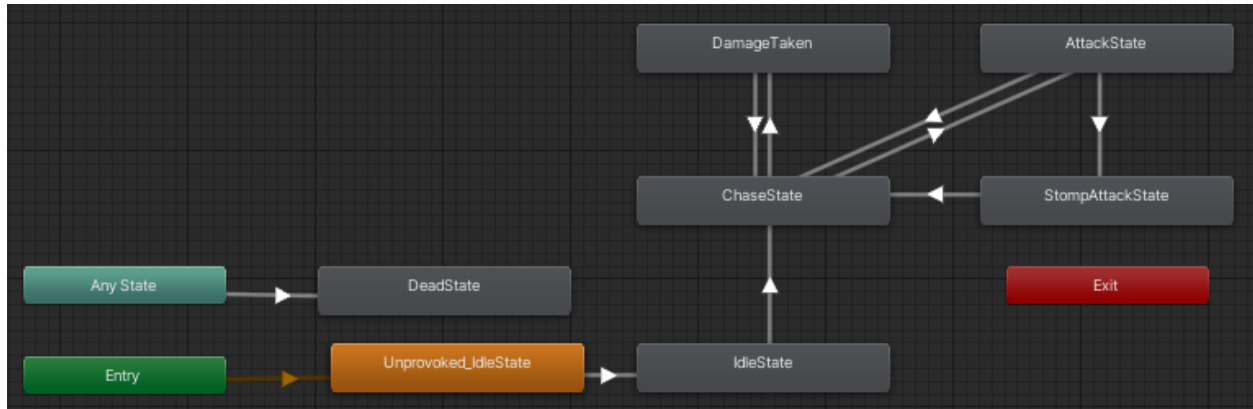 DamageTaken
AttackState
ChaseState
StompAttackState
Any State
DeadState
Exit
Entry
Unprovoked_IdleState
IdleState